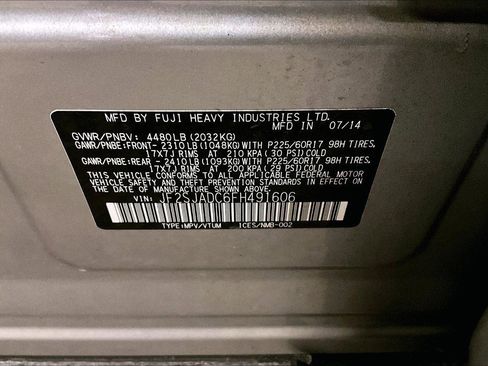 MFD BY FUJI HEAVY INDUSTRIES LTD.
MFD. IN 07/14
GVWR/PNBV: 4480LB (2032KG)
GAWR/PNBE:FRONT- 2310LB(1048KG)WITH P225/60R17 98H TIRES.
17X7J RIMS AT 210 KPA (30 PSI)COLD
GAWR/PNBE:REAR - 2410LB(1093KG)WITH P225/60R17 98H TIRES.
17X7J RIMS AT 200 KPA (29 PSI)COLD
THIS VEHICLE CONFORMS TO ALL APPLICABLE FEDERAL MOTOR
VEHICLE SAFETY, BUMPER, AND THEFT PREVENTION STANDARDS
IN EFFECT ON THE DATE OF MANUFACTURE SHOWN ABOVE.
VIN: JF2SJADC6FH491606
TYPE:MPV/VTUM ICES/NMB-002